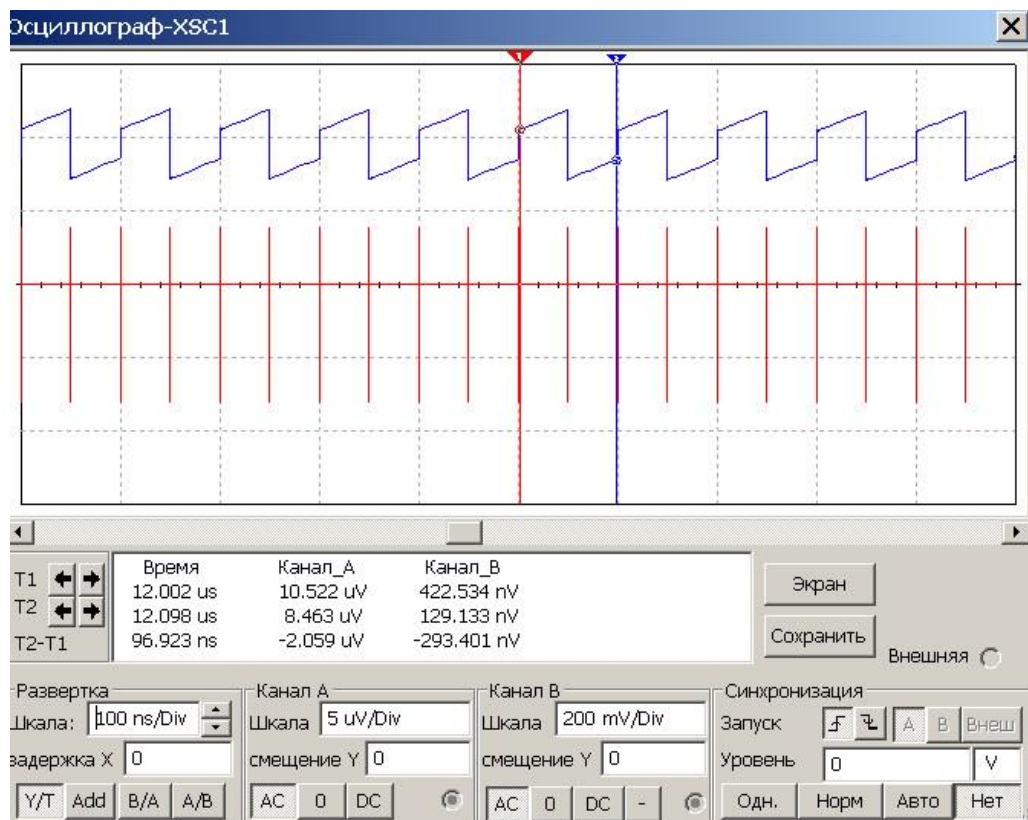 Осциллограф-XSC1
1
2
Время Канал_A Канал_B
T1 12.002 us 10.522 uV 422.534 nV
T2 12.098 us 8.463 uV 129.133 nV
T2-T1 96.923 ns -2.059 uV -293.401 nV
Экран
Сохранить
Внешняя
Развертка
Шкала: 100 ns/Div
задержка X 0
Y/T Add B/A A/B
Канал A
Шкала 5 uV/Div
смещение Y 0
AC 0 DC
Канал B
Шкала 200 mV/Div
смещение Y 0
AC 0 DC -
Синхронизация
Запуск A B Внеш
Уровень 0 V
Одн. Норм Авто Нет